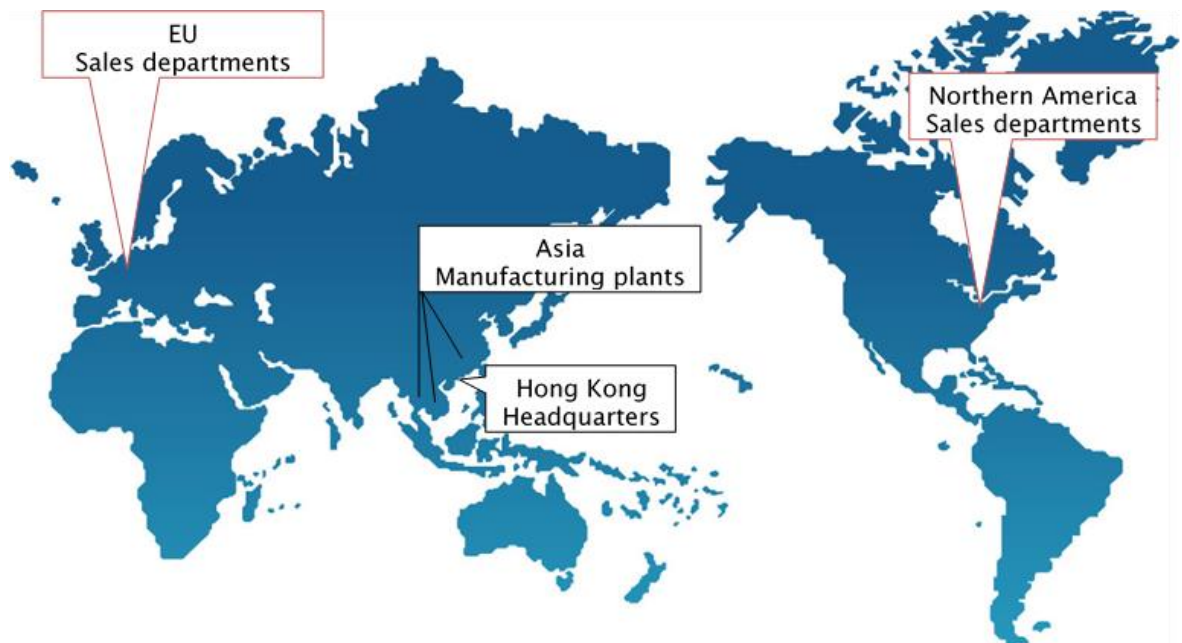 EU
Sales departments
Northern America
Sales departments
Asia
Manufacturing plants
Hong Kong
Headquarters